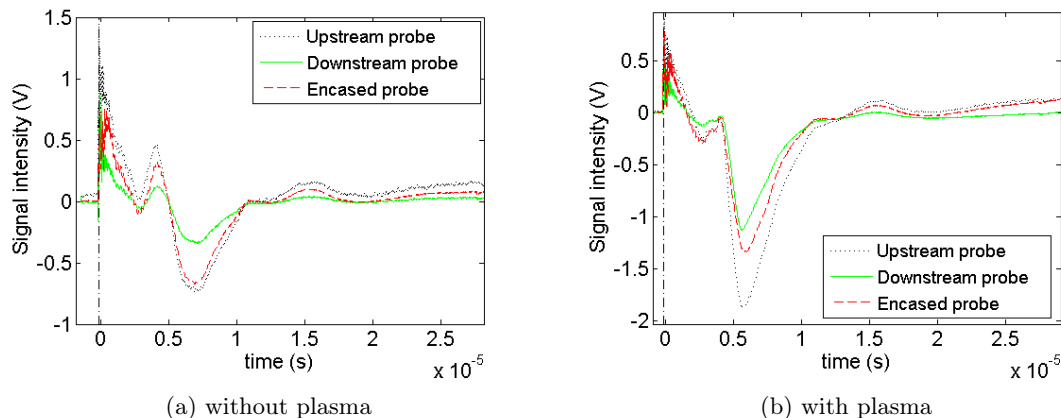 1.5
1
0.5
0
-0.5
-1
Signal intensity (V)
Upstream probe
Downstream probe
Encased probe
0
0.5
1
1.5
2
2.5
time (s)
x 10-5
(a) without plasma
0.5
0
-0.5
-1
-1.5
-2
Signal intensity (V)
Upstream probe
Downstream probe
Encased probe
0
0.5
1
1.5
2
2.5
time (s)
x 10-5
(b) with plasma